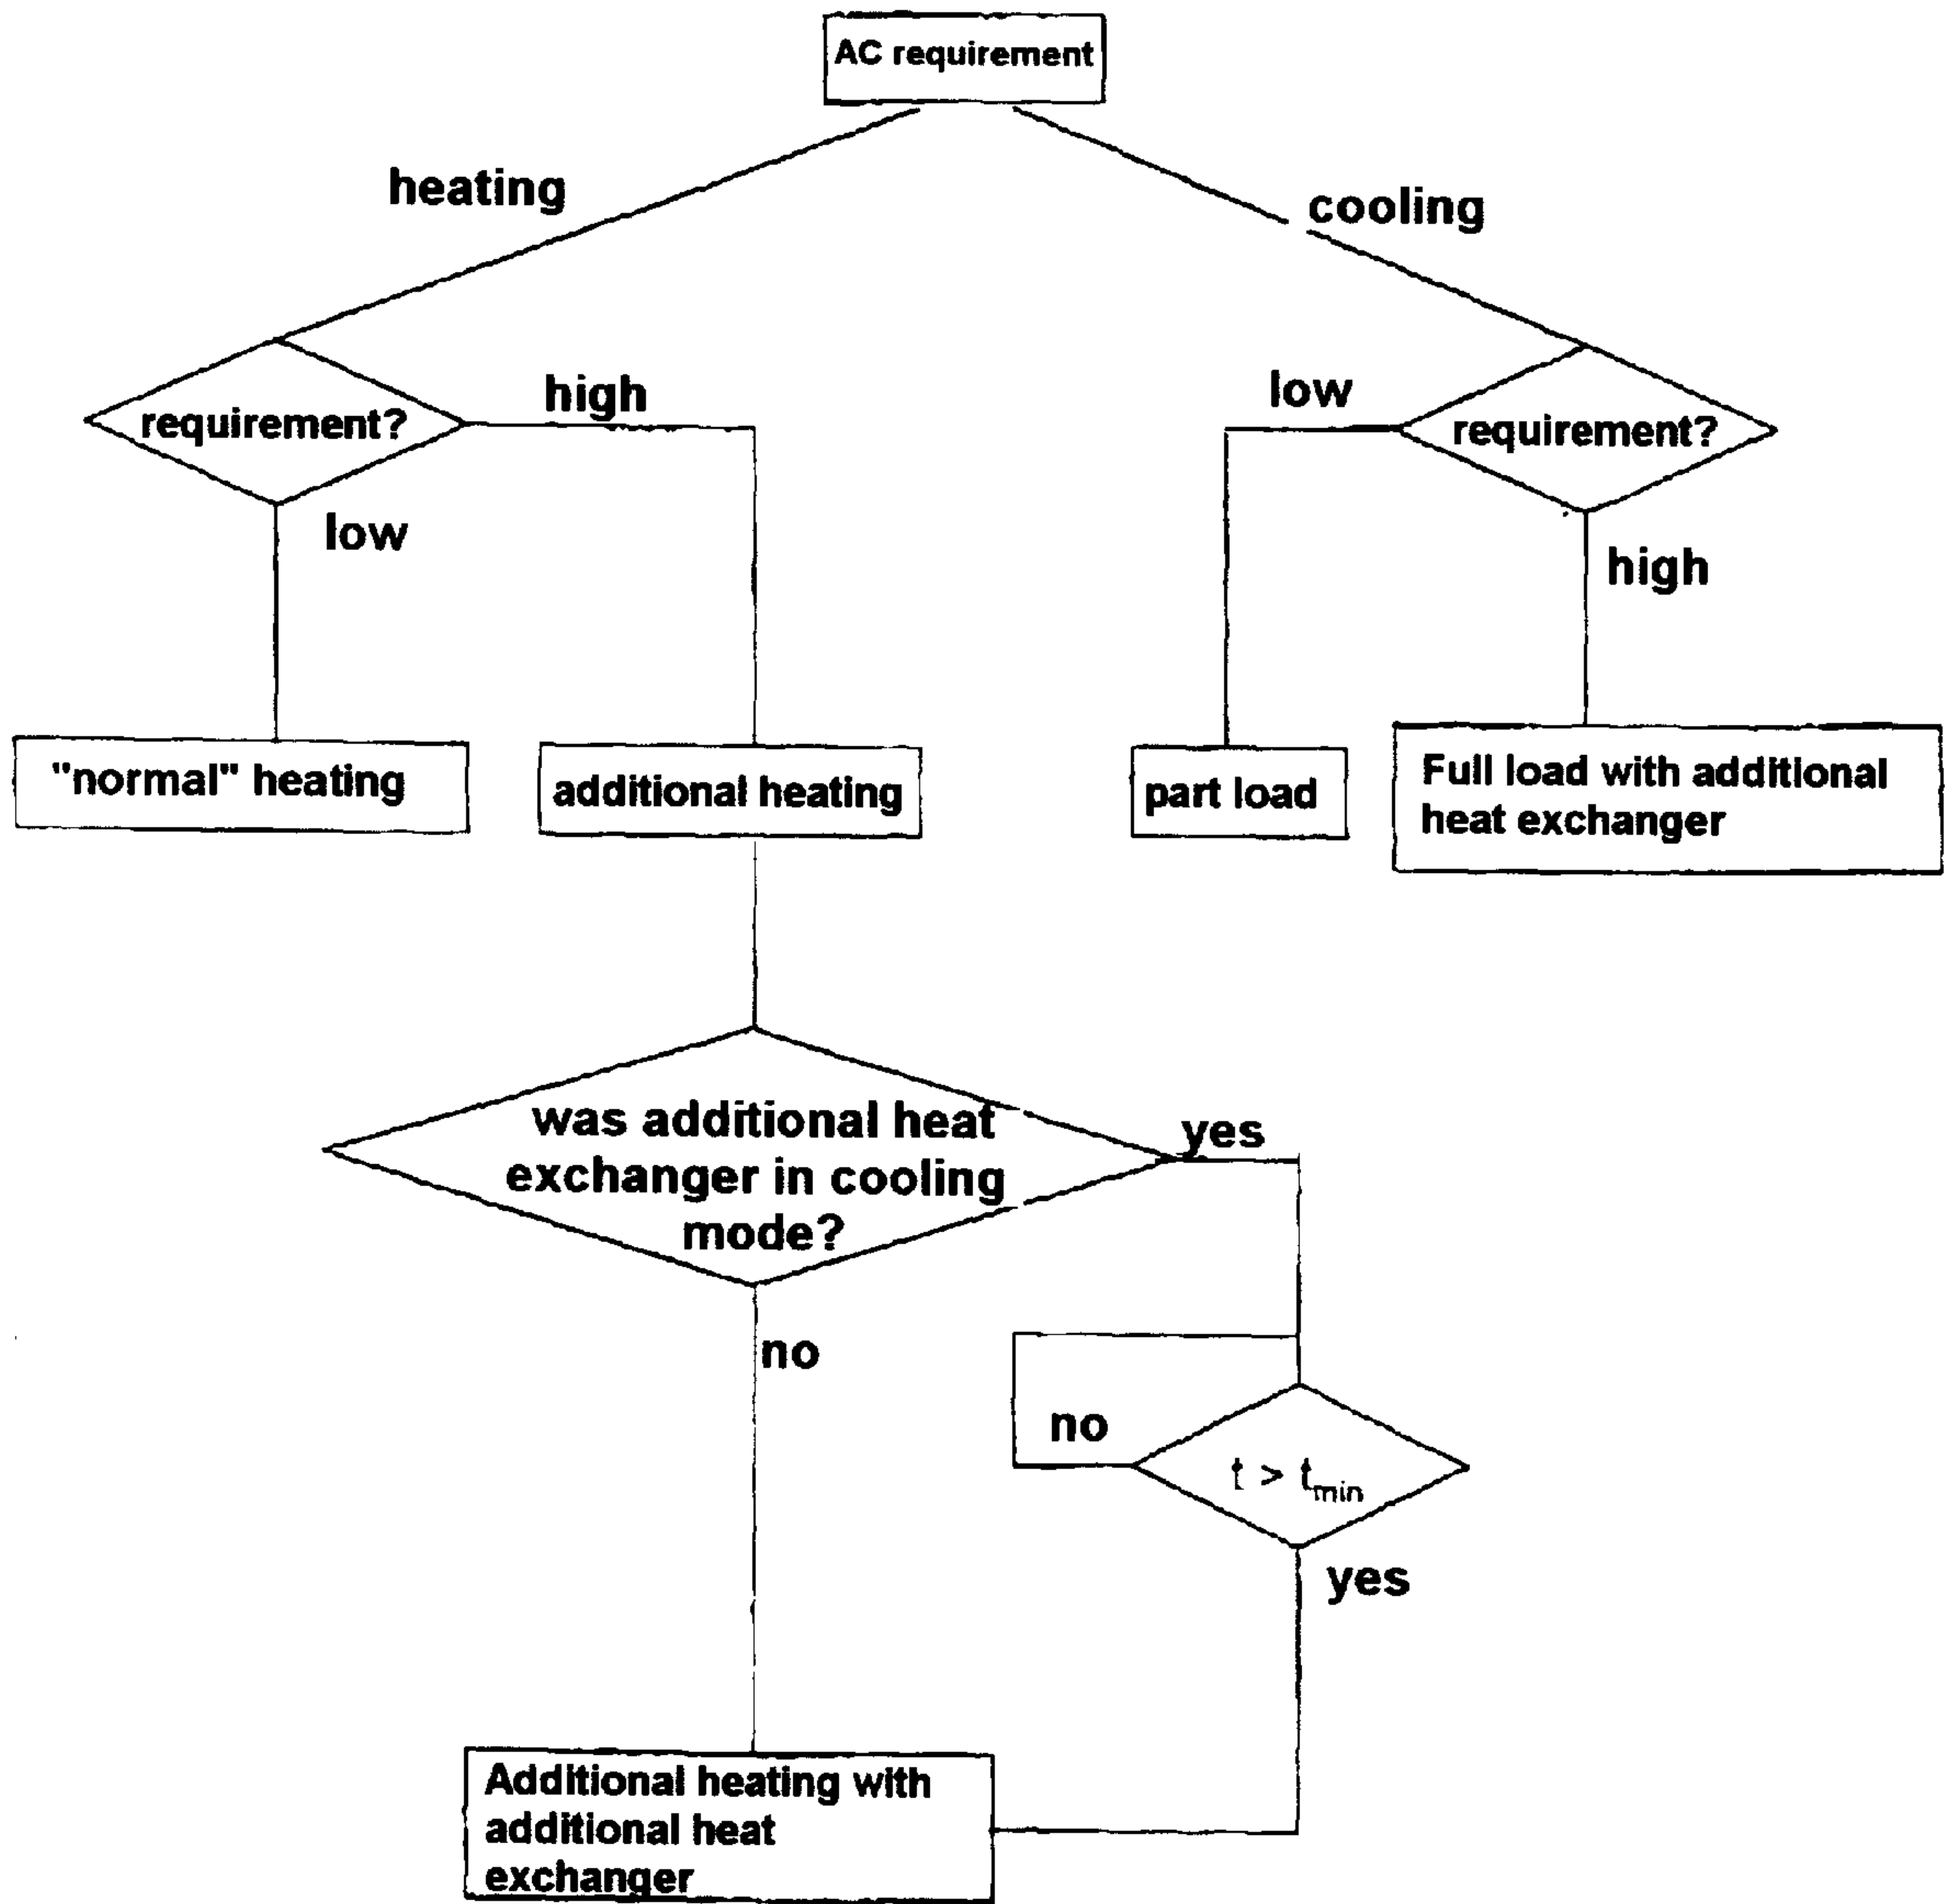 AC requirement
heating
cooling
requirement?
high
low
low
requirement?
high
"normal" heating
additional heating
part load
Full load with additional
heat exchanger
was additional heat
exchanger in cooling
mode?
yes
no
no
t > tmin
yes
Additional heating with
additional heat
exchanger